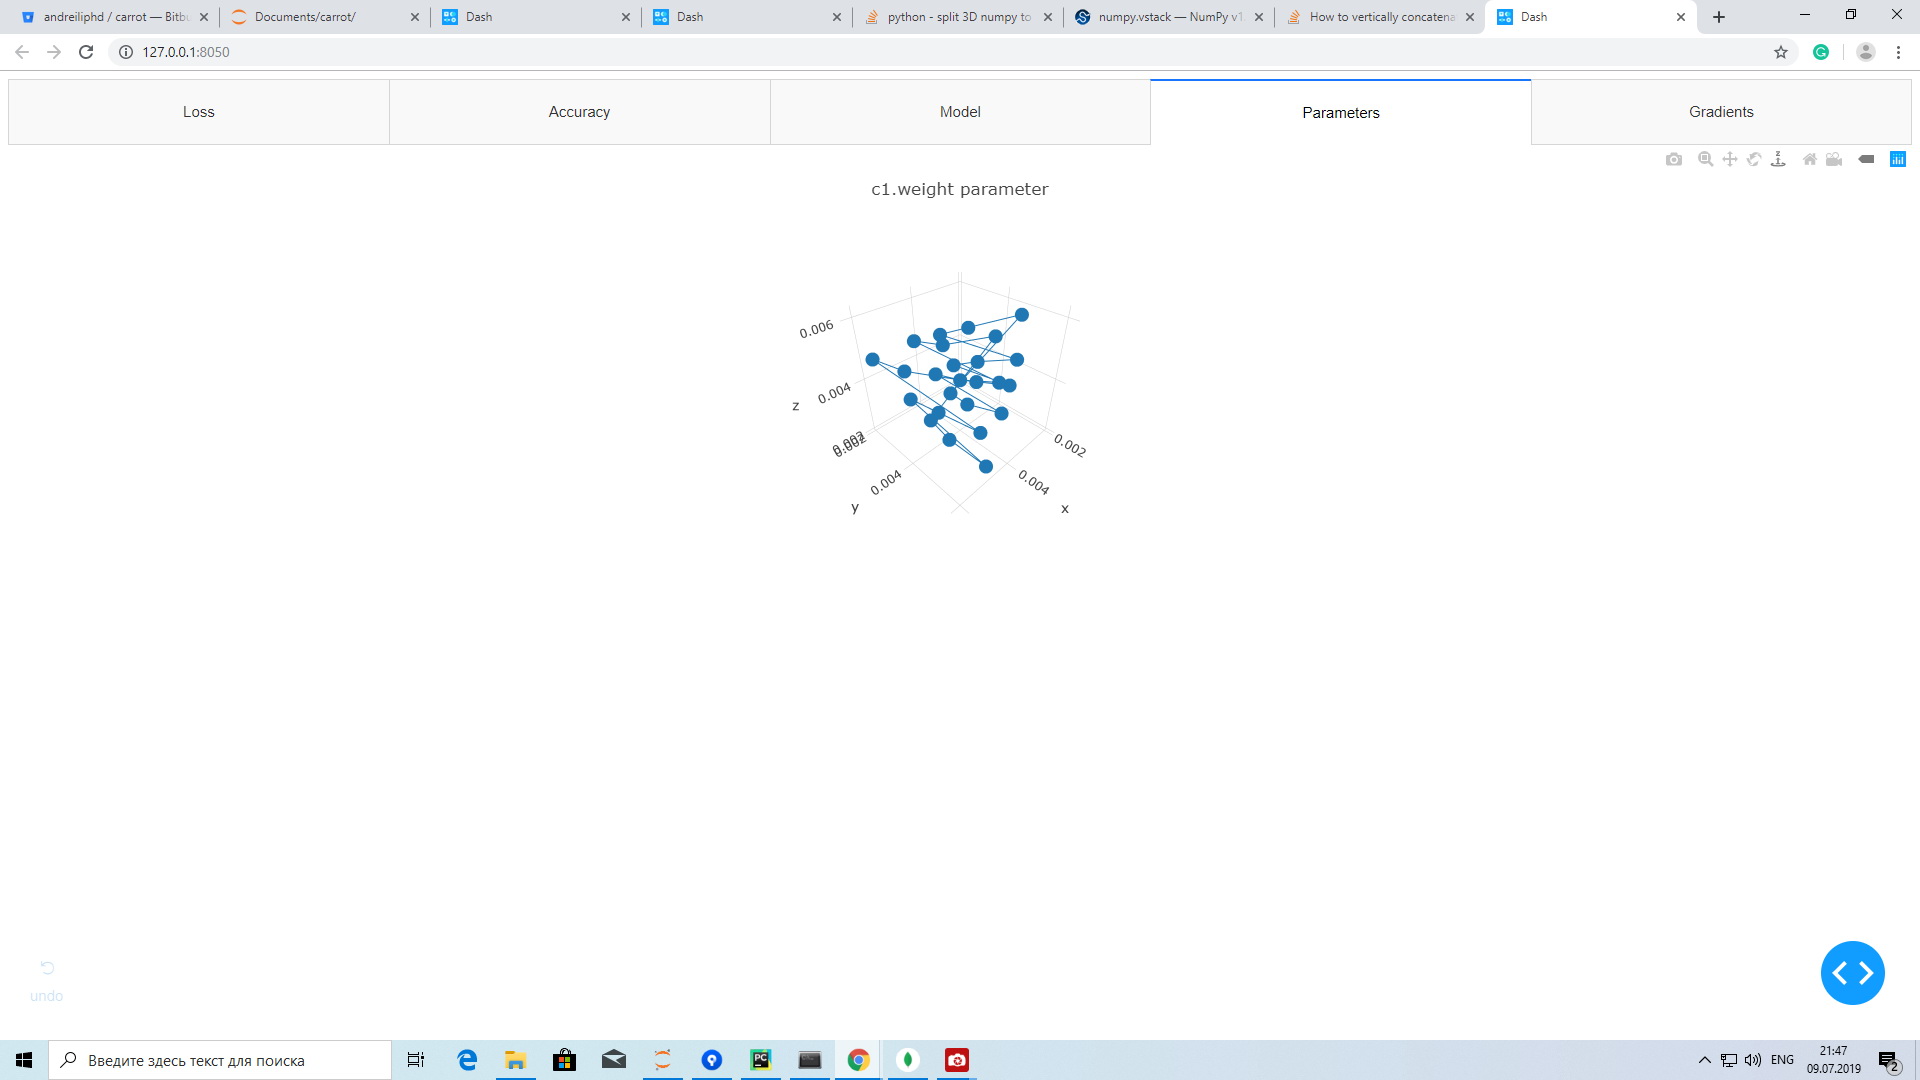 andreiliphd / carrot — Bitbu
Documents/carrot/
Dash
Dash
python - split 3D numpy to
numpy.vstack — NumPy v1.
How to vertically concatena
Dash
127.0.0.1:8050
Loss
Accuracy
Model
Parameters
Gradients
c1.weight parameter
0.006
0.004
z
0.002
0.002
0.004
y
0.002
0.004
x
undo
Введите здесь текст для поиска
PC
ENG
21:47
09.07.2019
2